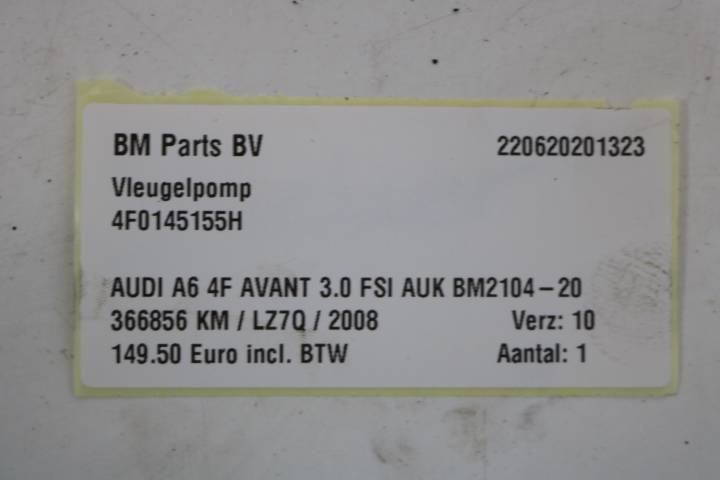 BM Parts BV 220620201323
Vleugelpomp
4F0145155H
AUDI A6 4F AVANT 3.0 FSI AUK BM2104-20
366856 KM / LZ7Q / 2008 Verz: 10
149.50 Euro incl. BTW Aantal: 1